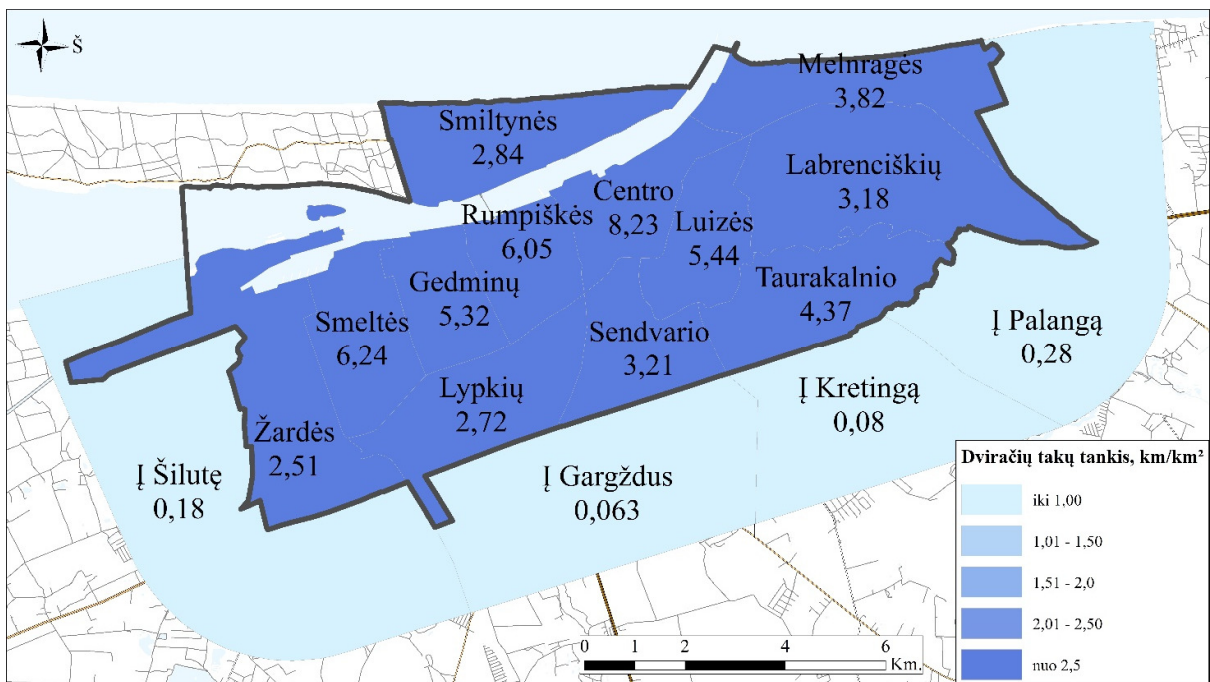 Š
Melnragės
3,82
Smiltynės
2,84
Labrenciškių
3,18
Centro
8,23
Rumpiškės
6,05
Luizės
5,44
Gedminų
5,32
Taurakalnio
4,37
Smeltės
6,24
Sendvario
3,21
Į Palangą
0,28
Lypkių
2,72
Į Kretingą
0,08
Žardės
2,51
Į Šilutę
0,18
Į Gargždus
0,063
Dviračių takų tankis, km/km²
iki 1,00
1,01 - 1,50
1,51 - 2,0
2,01 - 2,50
nuo 2,5
0 1 2 4 6
Km.